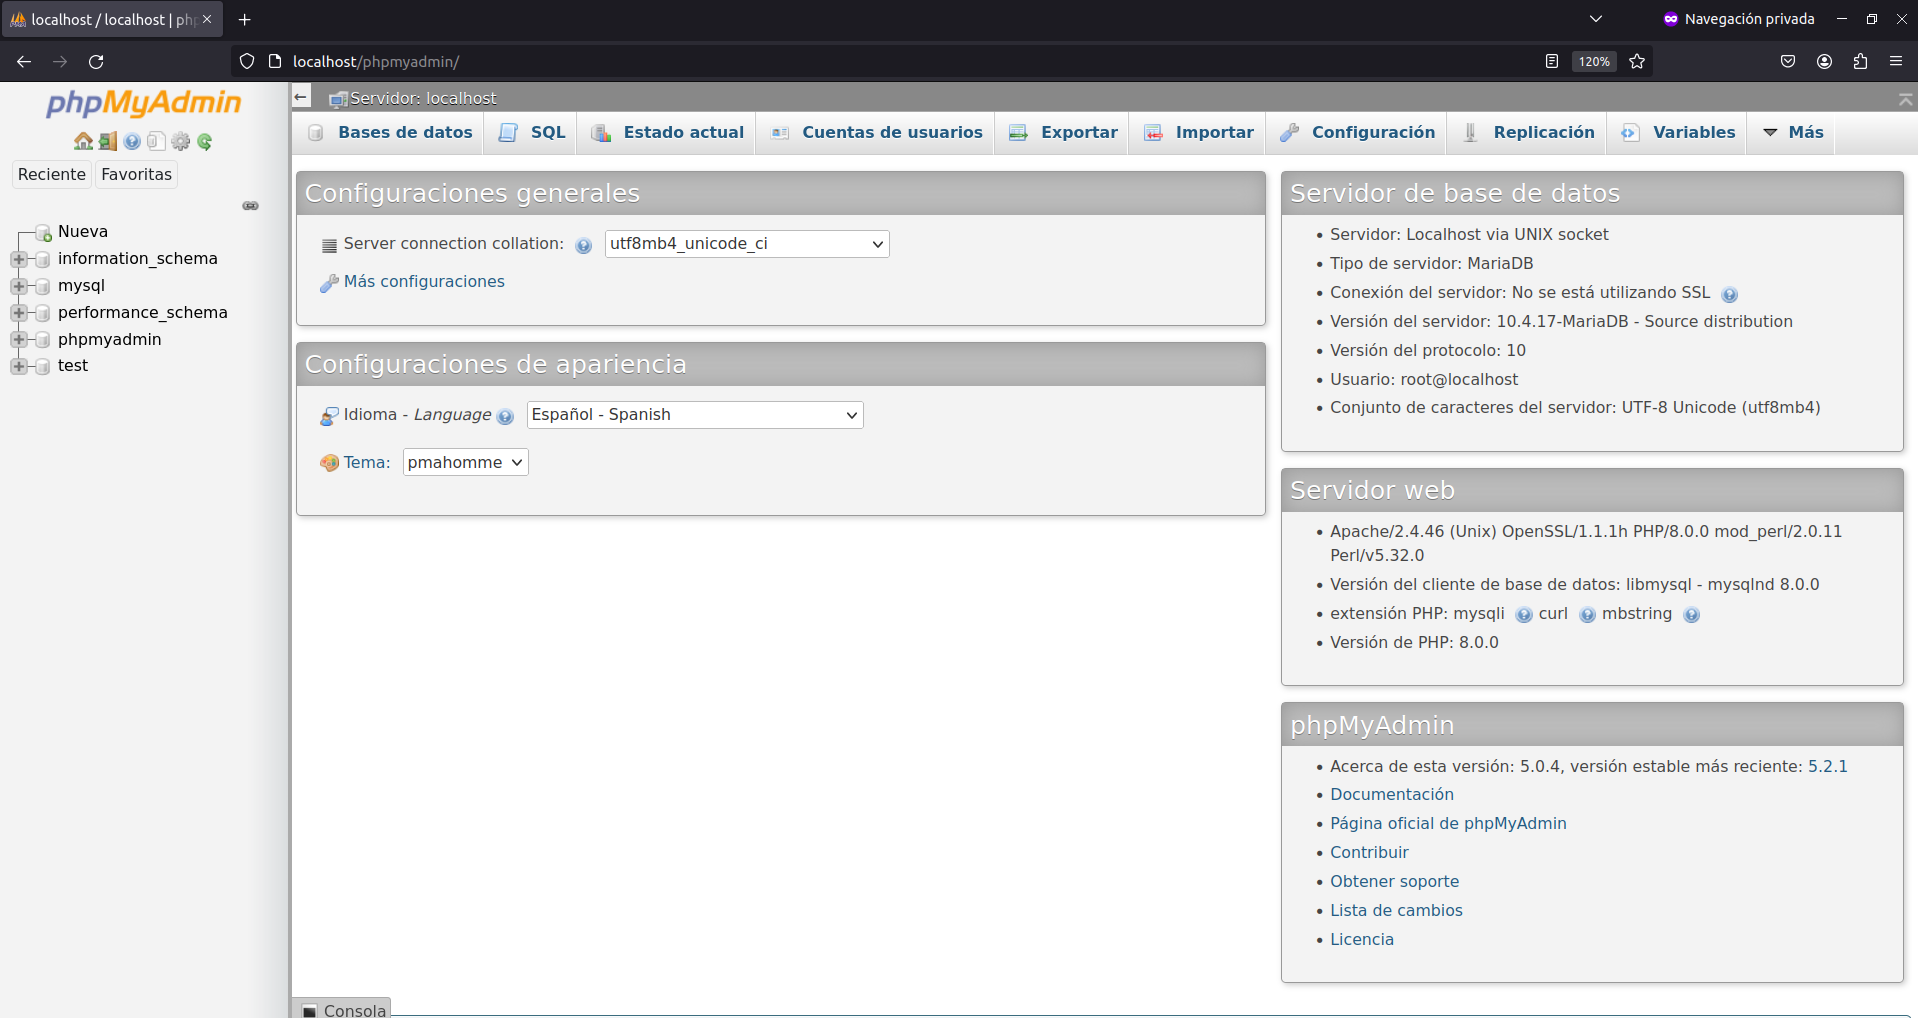 localhost / localhost | php
Navegación privada
localhost/phpmyadmin/
120%
phpMyAdmin
Reciente
Favoritas
Nueva
information_schema
mysql
performance_schema
phpmyadmin
test
Servidor: localhost
Bases de datos
SQL
Estado actual
Cuentas de usuarios
Exportar
Importar
Configuración
Replicación
Variables
Más
Configuraciones generales
Server connection collation:
utf8mb4_unicode_ci
Más configuraciones
Configuraciones de apariencia
Idioma - Language
Español - Spanish
Tema:
pmahomme
Servidor de base de datos
Servidor: Localhost via UNIX socket
Tipo de servidor: MariaDB
Conexión del servidor: No se está utilizando SSL
Versión del servidor: 10.4.17-MariaDB - Source distribution
Versión del protocolo: 10
Usuario: root@localhost
Conjunto de caracteres del servidor: UTF-8 Unicode (utf8mb4)
Servidor web
Apache/2.4.46 (Unix) OpenSSL/1.1.1h PHP/8.0.0 mod_perl/2.0.11
Perl/v5.32.0
Versión del cliente de base de datos: libmysql - mysqlnd 8.0.0
extensión PHP: mysqli curl mbstring
Versión de PHP: 8.0.0
phpMyAdmin
Acerca de esta versión: 5.0.4, versión estable más reciente: 5.2.1
Documentación
Página oficial de phpMyAdmin
Contribuir
Obtener soporte
Lista de cambios
Licencia
Consola